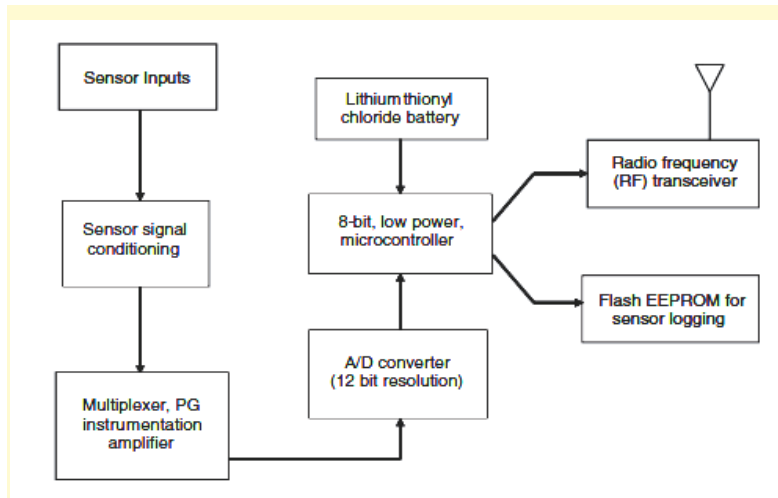 Sensor Inputs
Sensor signal
conditioning
Multiplexer, PG
instrumentation
amplifier
Lithium thionyl
chloride battery
8-bit, low power,
microcontroller
A/D converter
(12 bit resolution)
Radio frequency
(RF) transceiver
Flash EEPROM for
sensor logging